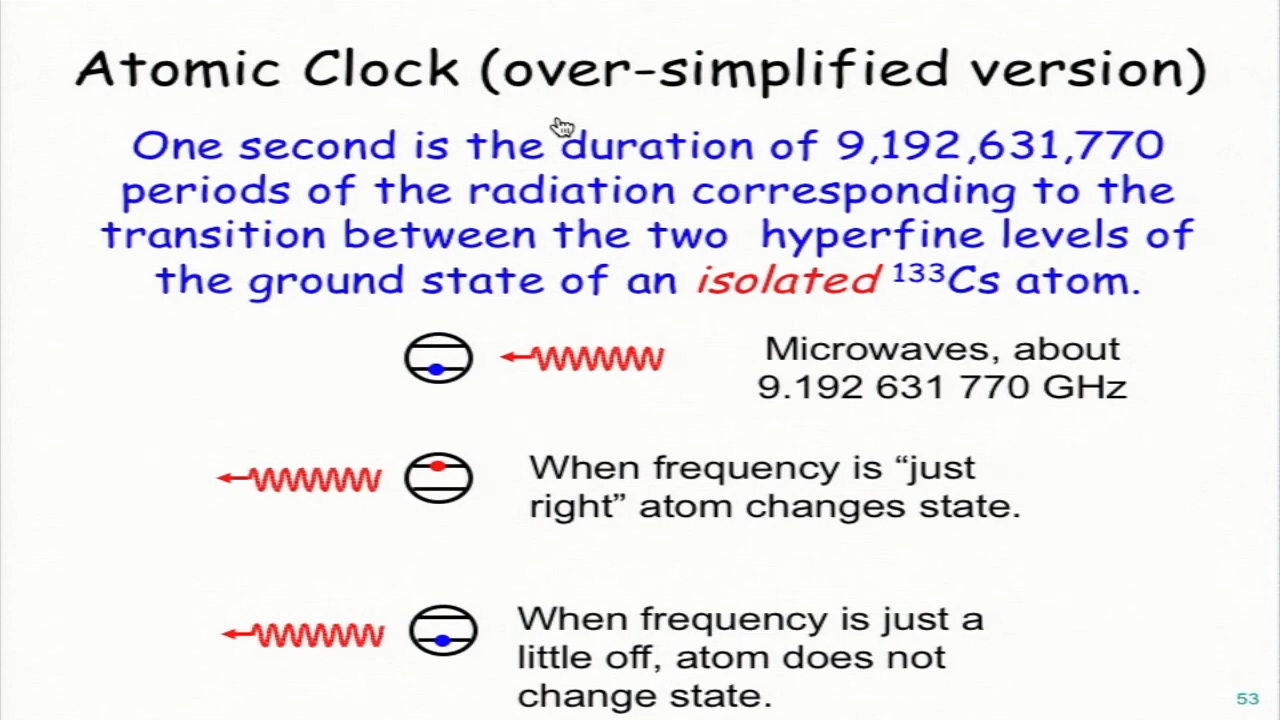 Atomic Clock (over-simplified version)
One second is the duration of 9,192,631,770
periods of the radiation corresponding to the
transition between the two hyperfine levels of
the ground state of an isolated ¹³³Cs atom.
Microwaves, about
9.192 631 770 GHz
When frequency is “just
right” atom changes state.
When frequency is just a
little off, atom does not
change state.
53